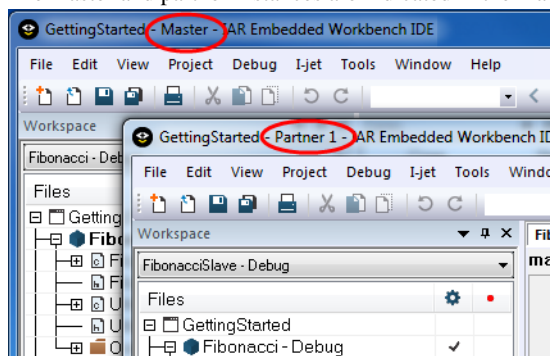 GettingStarted - Master - IAR Embedded Workbench IDE
File Edit View Project Debug I-jet Tools Window Help
Workspace
Fibonacci - Deb
Files
Getting
Fibo
GettingStarted - Partner 1 - IAR Embedded Workbench ID
File Edit View Project Debug I-jet Tools Windo
Workspace
FibonacciSlave - Debug
Files
GettingStarted
Fibonacci - Debug